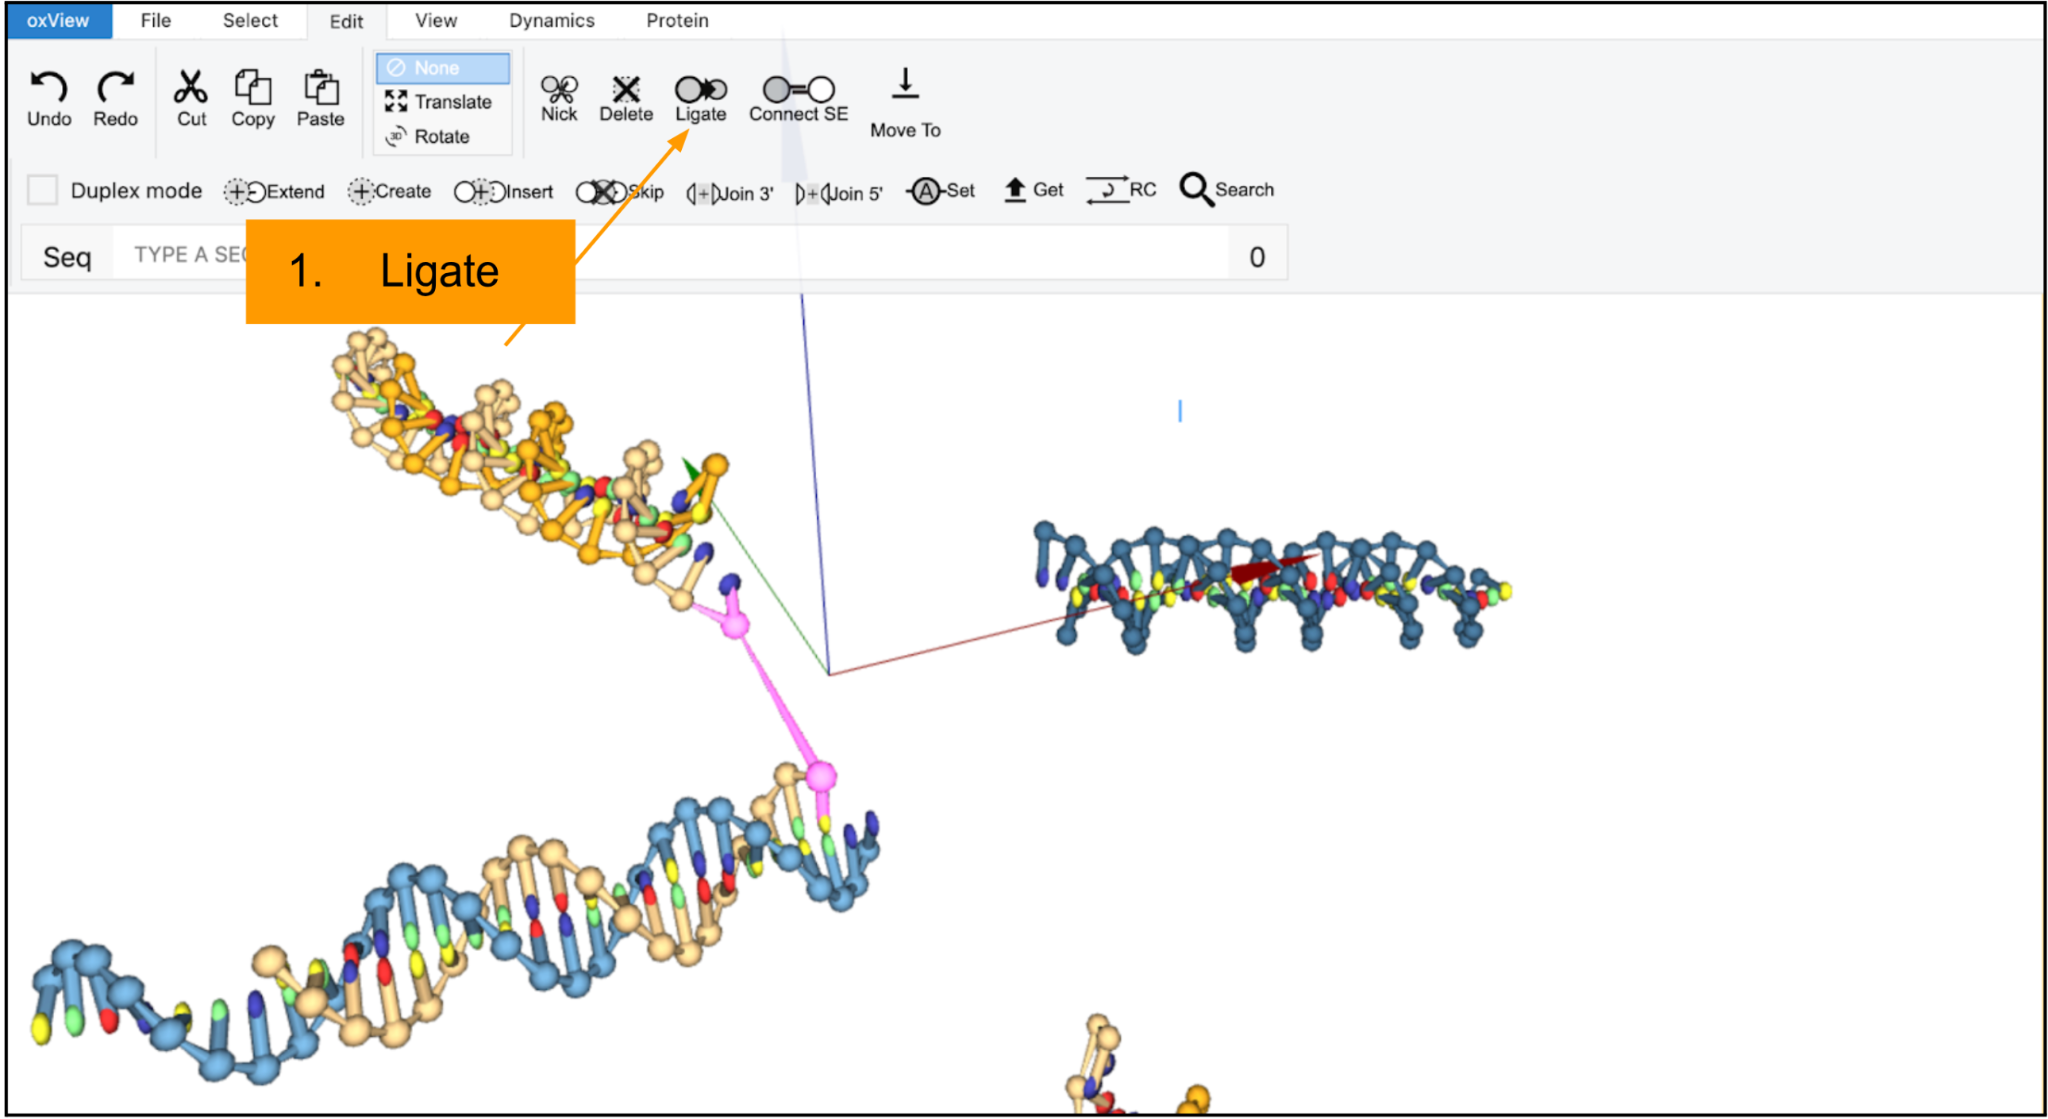 oxView File Select Edit View Dynamics Protein
None
Translate
Rotate
Undo Redo Cut Copy Paste Nick Delete Ligate Connect SE Move To
Duplex mode Extend Create Insert Skip Join 3' Join 5' A Set Get RC Search
Seq TYPE A SEC 0
1. Ligate